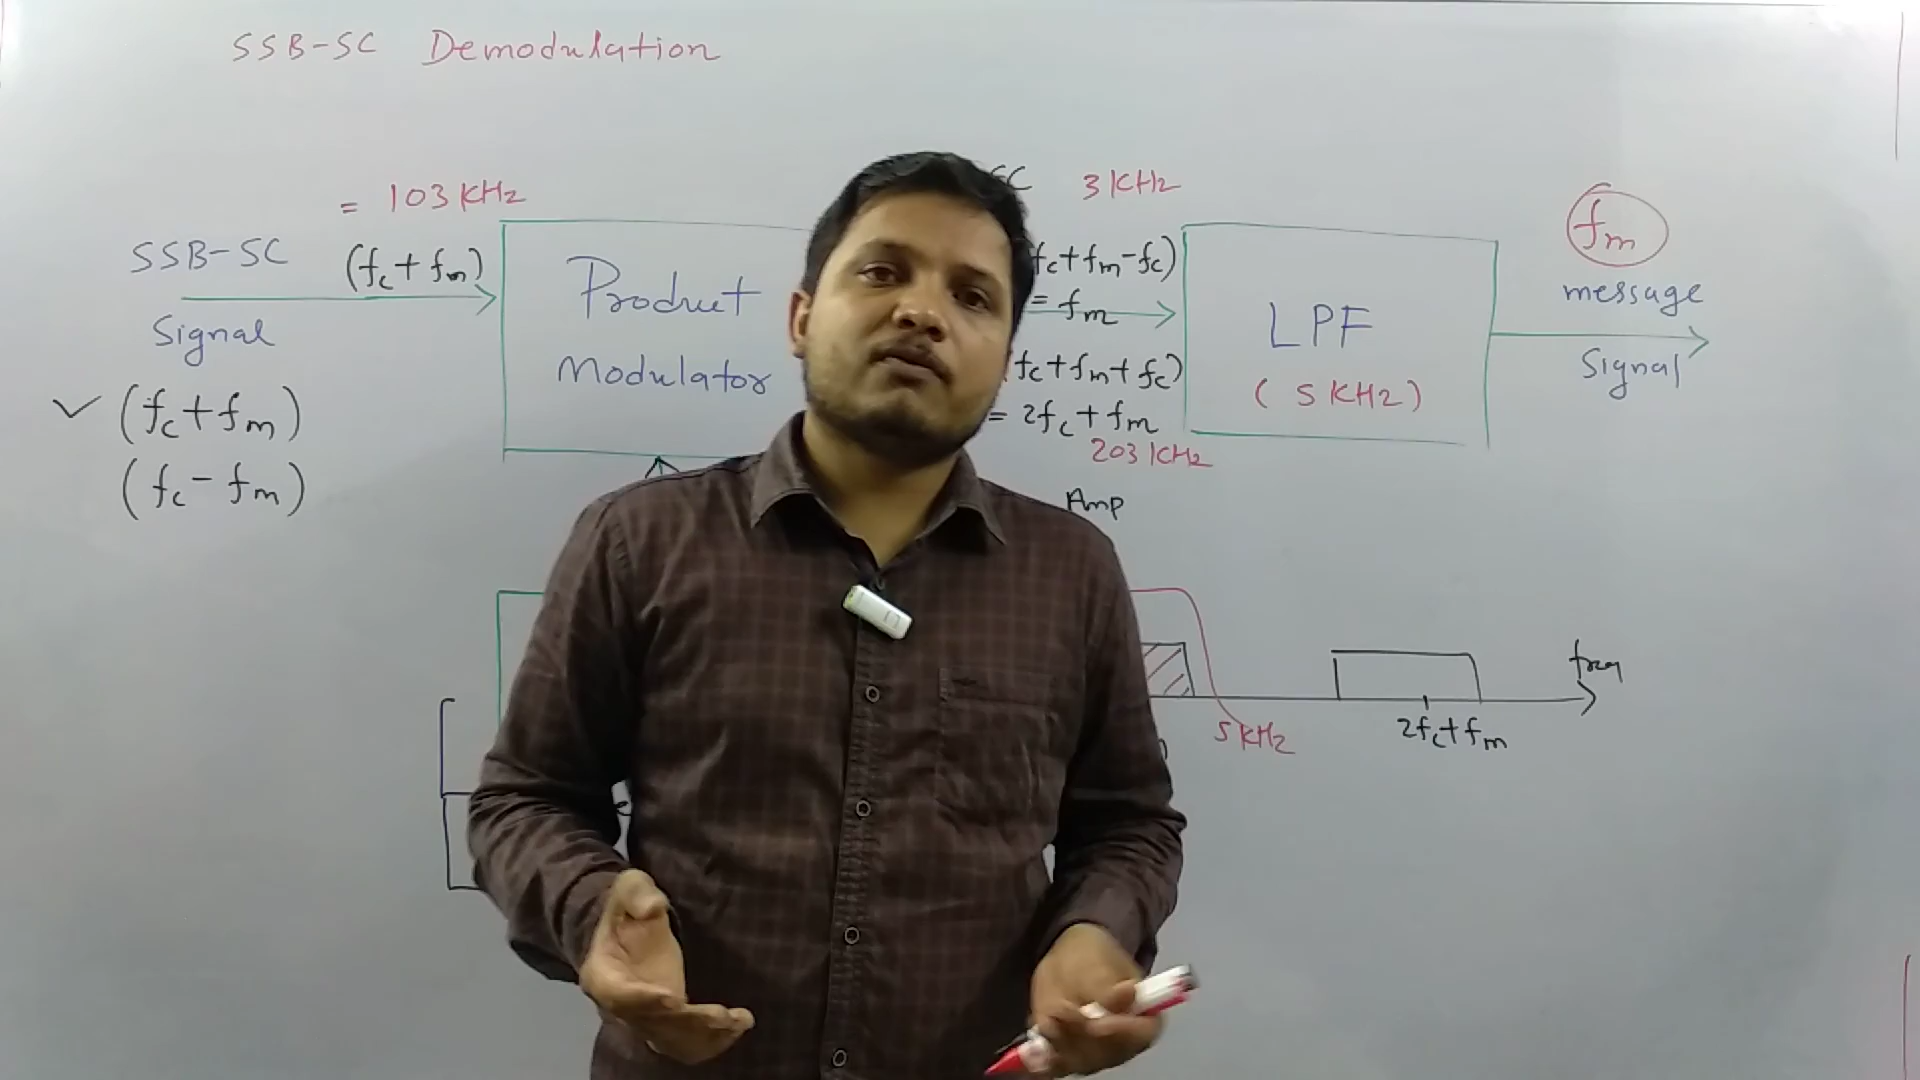 SSB-SC Demodulation
= 103 KHz
SSB-SC (fc + fm)
Signal
✓ (fc + fm)
(fc - fm)
Product
Modulator
SC 3 KHz
fc + fm - fc)
= fm
(fc + fm + fc)
= 2fc + fm
203 KHz
LPF
( 5 KHz )
fm
message
Signal
Amp
5 KHz
2fc + fm
freq